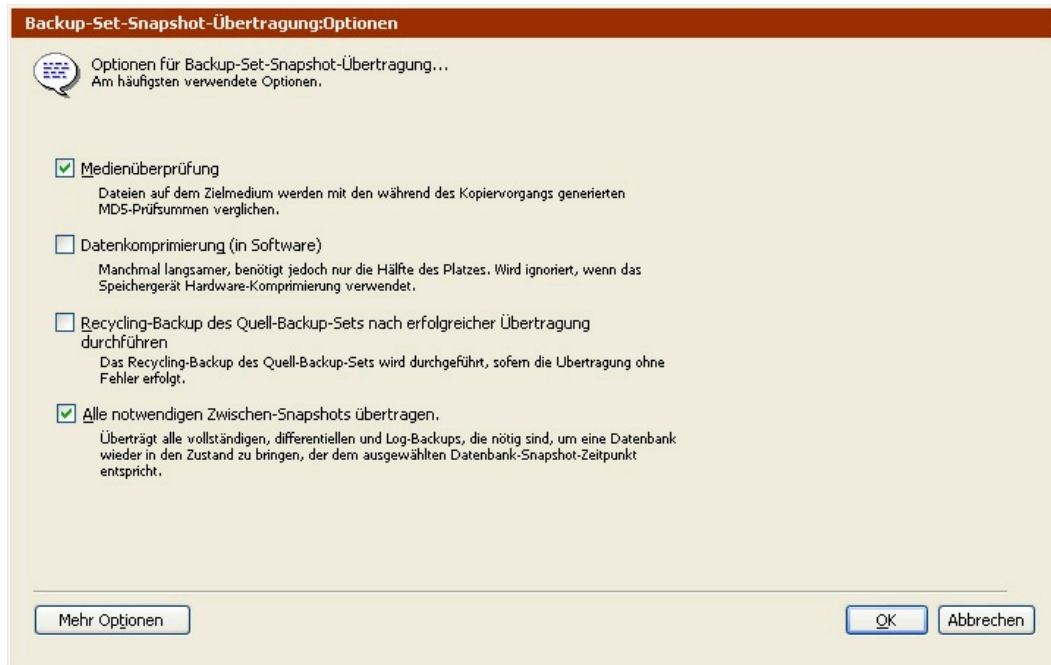 Backup-Set-Snapshot-Übertragung:Optionen
Optionen für Backup-Set-Snapshot-Übertragung...
Am häufigsten verwendete Optionen.
Medienüberprüfung
Dateien auf dem Zielmedium werden mit den während des Kopiervorgangs generierten
MD5-Prüfsummen verglichen.
Datenkomprimierung (in Software)
Manchmal langsamer, benötigt jedoch nur die Hälfte des Platzes. Wird ignoriert, wenn das
Speichergerät Hardware-Komprimierung verwendet.
Recycling-Backup des Quell-Backup-Sets nach erfolgreicher Übertragung
durchführen
Das Recycling-Backup des Quell-Backup-Sets wird durchgeführt, sofern die Ubertragung ohne
Fehler erfolgt.
Alle notwendigen Zwischen-Snapshots übertragen.
Überträgt alle vollständigen, differentiellen und Log-Backups, die nötig sind, um eine Datenbank
wieder in den Zustand zu bringen, der dem ausgewählten Datenbank-Snapshot-Zeitpunkt
entspricht.
Mehr Optionen
OK
Abbrechen